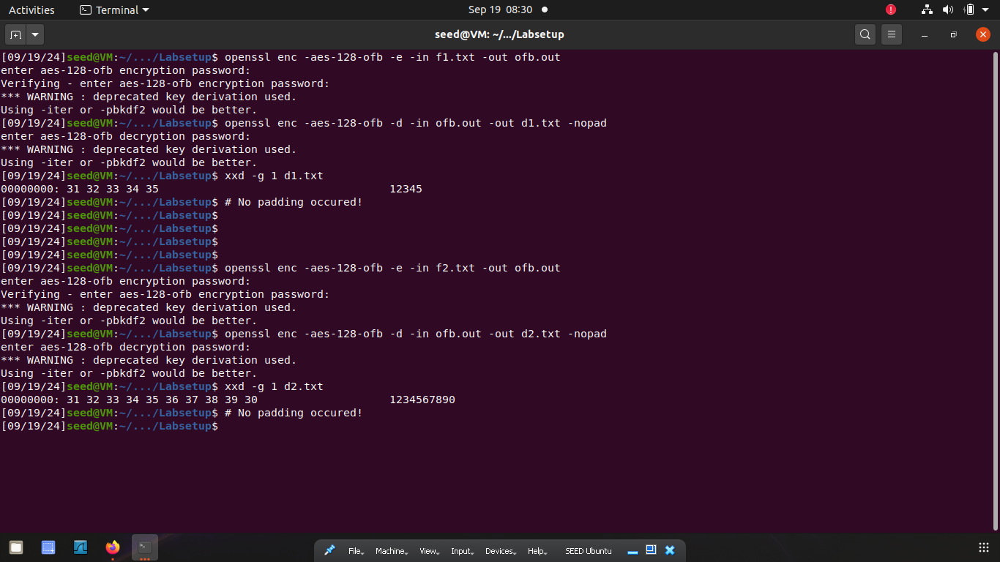 Activities Terminal Sep 19 08:30
seed@VM: ~/.../Labsetup
[09/19/24]seed@VM:~/.../Labsetup$ openssl enc -aes-128-ofb -e -in f1.txt -out ofb.out
enter aes-128-ofb encryption password:
Verifying - enter aes-128-ofb encryption password:
*** WARNING : deprecated key derivation used.
Using -iter or -pbkdf2 would be better.
[09/19/24]seed@VM:~/.../Labsetup$ openssl enc -aes-128-ofb -d -in ofb.out -out d1.txt -nopad
enter aes-128-ofb decryption password:
*** WARNING : deprecated key derivation used.
Using -iter or -pbkdf2 would be better.
[09/19/24]seed@VM:~/.../Labsetup$ xxd -g 1 d1.txt
00000000: 31 32 33 34 35                                   12345
[09/19/24]seed@VM:~/.../Labsetup$ # No padding occured!
[09/19/24]seed@VM:~/.../Labsetup$
[09/19/24]seed@VM:~/.../Labsetup$
[09/19/24]seed@VM:~/.../Labsetup$
[09/19/24]seed@VM:~/.../Labsetup$
[09/19/24]seed@VM:~/.../Labsetup$ openssl enc -aes-128-ofb -e -in f2.txt -out ofb.out
enter aes-128-ofb encryption password:
Verifying - enter aes-128-ofb encryption password:
*** WARNING : deprecated key derivation used.
Using -iter or -pbkdf2 would be better.
[09/19/24]seed@VM:~/.../Labsetup$ openssl enc -aes-128-ofb -d -in ofb.out -out d2.txt -nopad
enter aes-128-ofb decryption password:
*** WARNING : deprecated key derivation used.
Using -iter or -pbkdf2 would be better.
[09/19/24]seed@VM:~/.../Labsetup$ xxd -g 1 d2.txt
00000000: 31 32 33 34 35 36 37 38 39 30                    1234567890
[09/19/24]seed@VM:~/.../Labsetup$ # No padding occured!
[09/19/24]seed@VM:~/.../Labsetup$
File Machine View Input Devices Help SEED Ubuntu